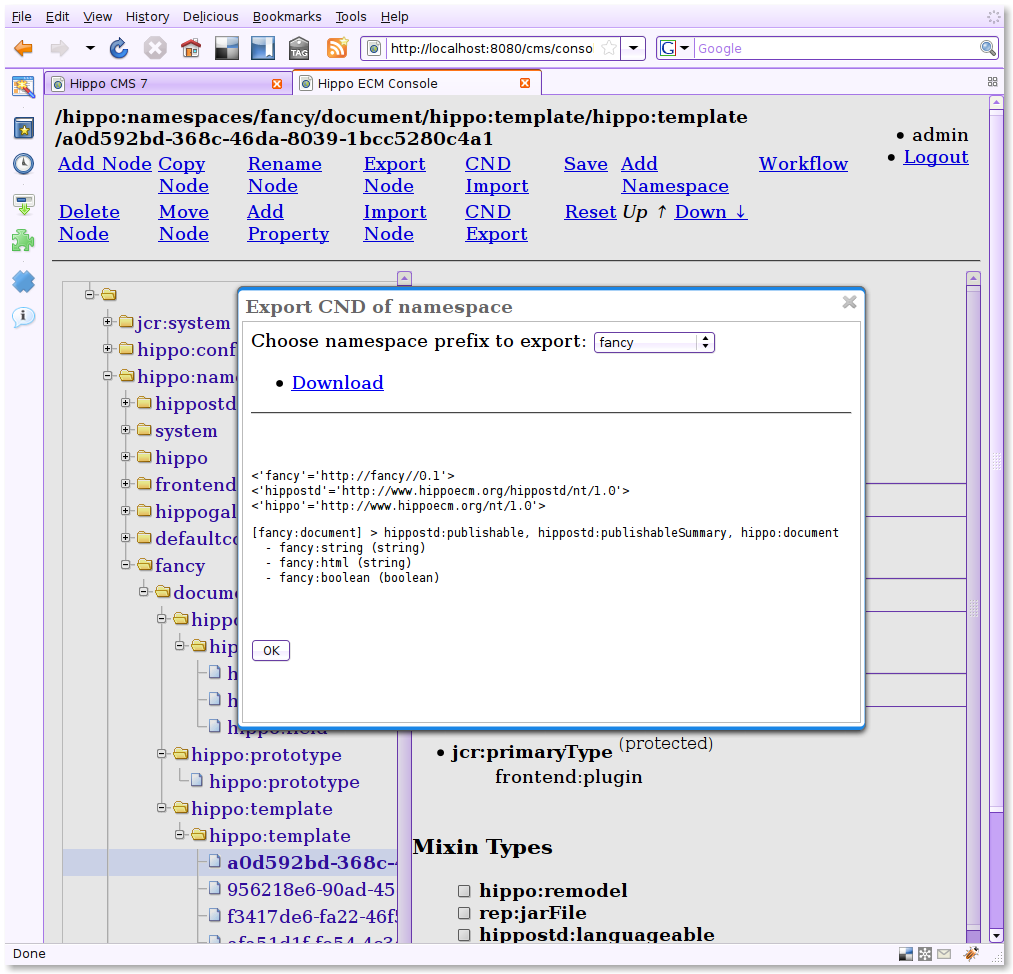 File Edit View History Delicious Bookmarks Tools Help
TAG http://localhost:8080/cms/conso G Google
Hippo CMS 7 Hippo ECM Console
/hippo:namespaces/fancy/document/hippo:template/hippo:template
/a0d592bd-368c-46da-8039-1bcc5280c4a1
• admin
• Logout
Add Node Copy Node Rename Node Export Node CND Import Save Add Namespace Workflow
Delete Node Move Node Add Property Import Node CND Export Reset Up ↑ Down ↓
jcr:system
hippo:conf
hippo:name
hippostd
system
hippo
frontend
hippogal
defaultco
fancy
docume
hippo
hip
h
h
hippo:field
hippo:prototype
hippo:prototype
hippo:template
hippo:template
a0d592bd-368c-4
956218e6-90ad-45
f3417de6-fa22-46f5
Export CND of namespace
Choose namespace prefix to export: fancy
• Download
<'fancy'='http://fancy//0.1'>
<'hippostd'='http://www.hippoecm.org/hippostd/nt/1.0'>
<'hippo'='http://www.hippoecm.org/nt/1.0'>
[fancy:document] > hippostd:publishable, hippostd:publishableSummary, hippo:document
- fancy:string (string)
- fancy:html (string)
- fancy:boolean (boolean)
OK
• jcr:primaryType (protected)
frontend:plugin
Mixin Types
hippo:remodel
rep:jarFile
hippostd:languageable
Done